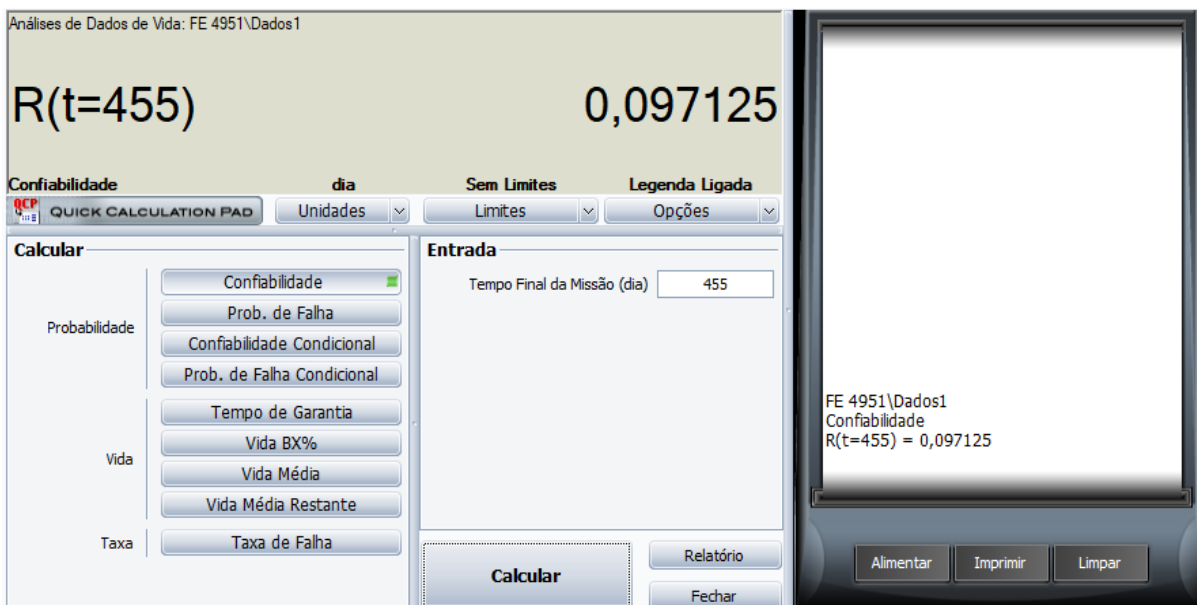 Análises de Dados de Vida: FE 4951\Dados1
R(t=455) 0,097125
Confiabilidade dia Sem Limites Legenda Ligada
QCP QUICK CALCULATION PAD Unidades Limites Opções
Calcular
Probabilidade
Confiabilidade
Prob. de Falha
Confiabilidade Condicional
Prob. de Falha Condicional
Vida
Tempo de Garantia
Vida BX%
Vida Média
Vida Média Restante
Taxa
Taxa de Falha
Entrada
Tempo Final da Missão (dia) 455
Calcular
Relatório
Fechar
FE 4951\Dados1
Confiabilidade
R(t=455) = 0,097125
Alimentar Imprimir Limpar